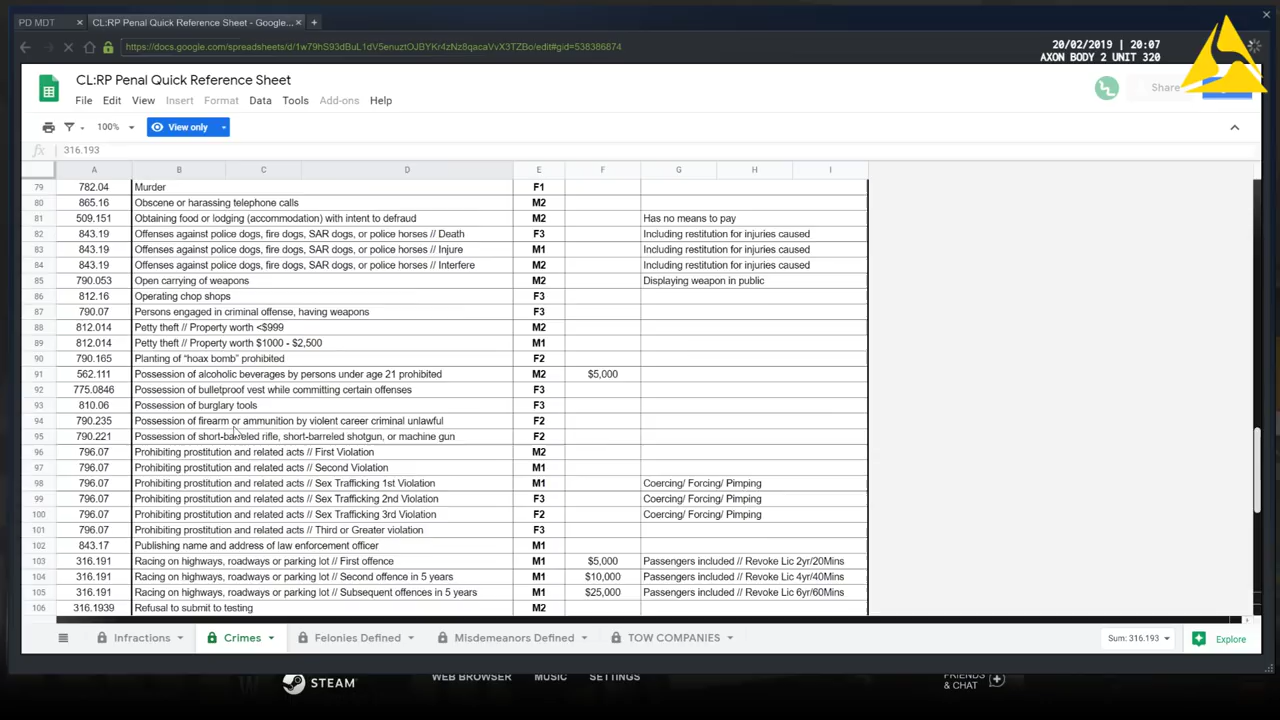 PD MDT
CL:RP Penal Quick Reference Sheet - Google...
https://docs.google.com/spreadsheets/d/1w79hS93dBuL1dV5enuztOJBYKr4zNz8qacaVvX3TZBo/edit#gid=538386674
20/02/2019 | 20:07
AXON BODY 2 UNIT 320
CL:RP Penal Quick Reference Sheet
File Edit View Insert Format Data Tools Add-ons Help
Share
100% View only
fx 316.193
A B C D E F G H I
79 782.04 Murder F1
80 865.16 Obscene or harassing telephone calls M2
81 509.151 Obtaining food or lodging (accommodation) with intent to defraud M2 Has no means to pay
82 843.19 Offenses against police dogs, fire dogs, SAR dogs, or police horses // Death F3 Including restitution for injuries caused
83 843.19 Offenses against police dogs, fire dogs, SAR dogs, or police horses // Injure M1 Including restitution for injuries caused
84 843.19 Offenses against police dogs, fire dogs, SAR dogs, or police horses // Interfere M2 Including restitution for injuries caused
85 790.053 Open carrying of weapons M2 Displaying weapon in public
86 812.16 Operating chop shops F3
87 790.07 Persons engaged in criminal offense, having weapons F3
88 812.014 Petty theft // Property worth <$999 M2
89 812.014 Petty theft // Property worth $1000 - $2,500 M1
90 790.165 Planting of “hoax bomb” prohibited F2
91 562.111 Possession of alcoholic beverages by persons under age 21 prohibited M2 $5,000
92 775.0846 Possession of bulletproof vest while committing certain offenses F3
93 810.06 Possession of burglary tools F3
94 790.235 Possession of firearm or ammunition by violent career criminal unlawful F2
95 790.221 Possession of short-barreled rifle, short-barreled shotgun, or machine gun F2
96 796.07 Prohibiting prostitution and related acts // First Violation M2
97 796.07 Prohibiting prostitution and related acts // Second Violation M1
98 796.07 Prohibiting prostitution and related acts // Sex Trafficking 1st Violation M1 Coercing/ Forcing/ Pimping
99 796.07 Prohibiting prostitution and related acts // Sex Trafficking 2nd Violation F3 Coercing/ Forcing/ Pimping
100 796.07 Prohibiting prostitution and related acts // Sex Trafficking 3rd Violation F2 Coercing/ Forcing/ Pimping
101 796.07 Prohibiting prostitution and related acts // Third or Greater violation F3
102 843.17 Publishing name and address of law enforcement officer M1
103 316.191 Racing on highways, roadways or parking lot // First offence M1 $5,000 Passengers included // Revoke Lic 2yr/20Mins
104 316.191 Racing on highways, roadways or parking lot // Second offence in 5 years M1 $10,000 Passengers included // Revoke Lic 4yr/40Mins
105 316.191 Racing on highways, roadways or parking lot // Subsequent offences in 5 years M1 $25,000 Passengers included // Revoke Lic 6yr/60Mins
106 316.1939 Refusal to submit to testing M2
Infractions Crimes Felonies Defined Misdemeanors Defined TOW COMPANIES Sum: 316.193 Explore
STEAM WEB BROWSER MUSIC SETTINGS FRIENDS
& CHAT